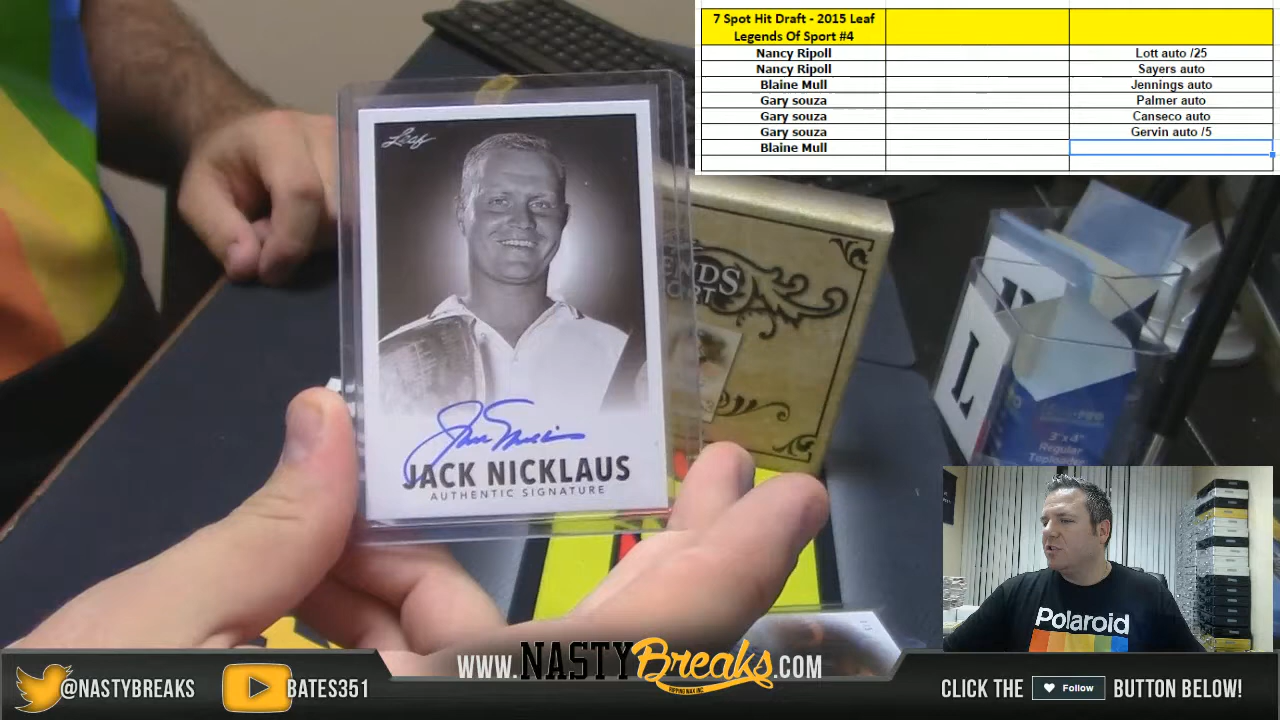 7 Spot Hit Draft - 2015 Leaf
Legends Of Sport #4
Nancy Ripoll Lott auto /25
Nancy Ripoll Sayers auto
Blaine Mull Jennings auto
Gary souza Palmer auto
Gary souza Canseco auto
Gary souza Gervin auto /5
Blaine Mull
Leaf
JACK NICKLAUS
AUTHENTIC SIGNATURE
L
3"x4"
Regular
Polaroid
WWW.NASTYBreaks.COM
RIPPING WAX INC.
@NASTYBREAKS
BATES351
CLICK THE Follow BUTTON BELOW!